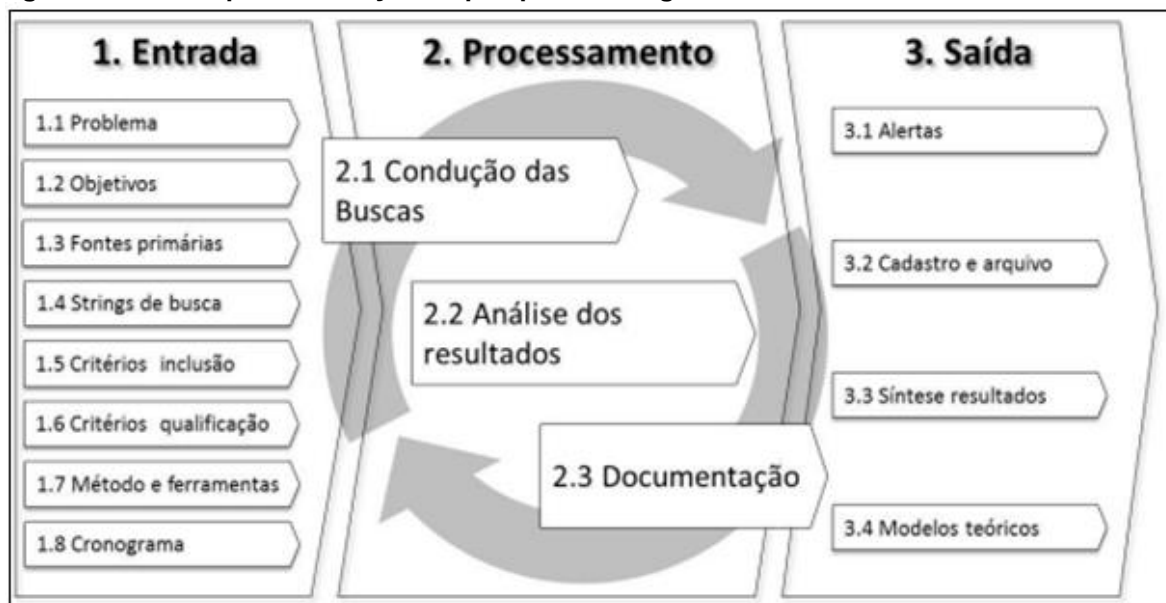 1. Entrada
1.1 Problema
1.2 Objetivos
1.3 Fontes primárias
1.4 Strings de busca
1.5 Critérios inclusão
1.6 Critérios qualificação
1.7 Método e ferramentas
1.8 Cronograma
2. Processamento
2.1 Condução das
Buscas
2.2 Análise dos
resultados
2.3 Documentação
3. Saída
3.1 Alertas
3.2 Cadastro e arquivo
3.3 Síntese resultados
3.4 Modelos teóricos